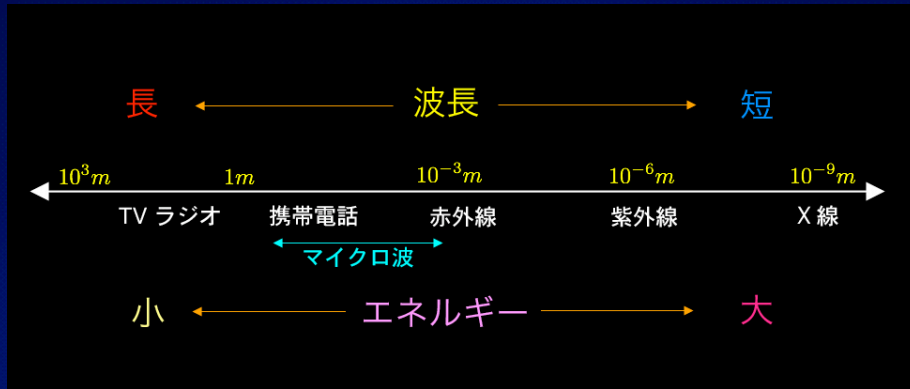 長 波長 短
10³m 1m 10⁻³m 10⁻⁶m 10⁻⁹m
TV ラジオ 携帯電話 赤外線 紫外線 X 線
マイクロ波
小 エネルギー 大